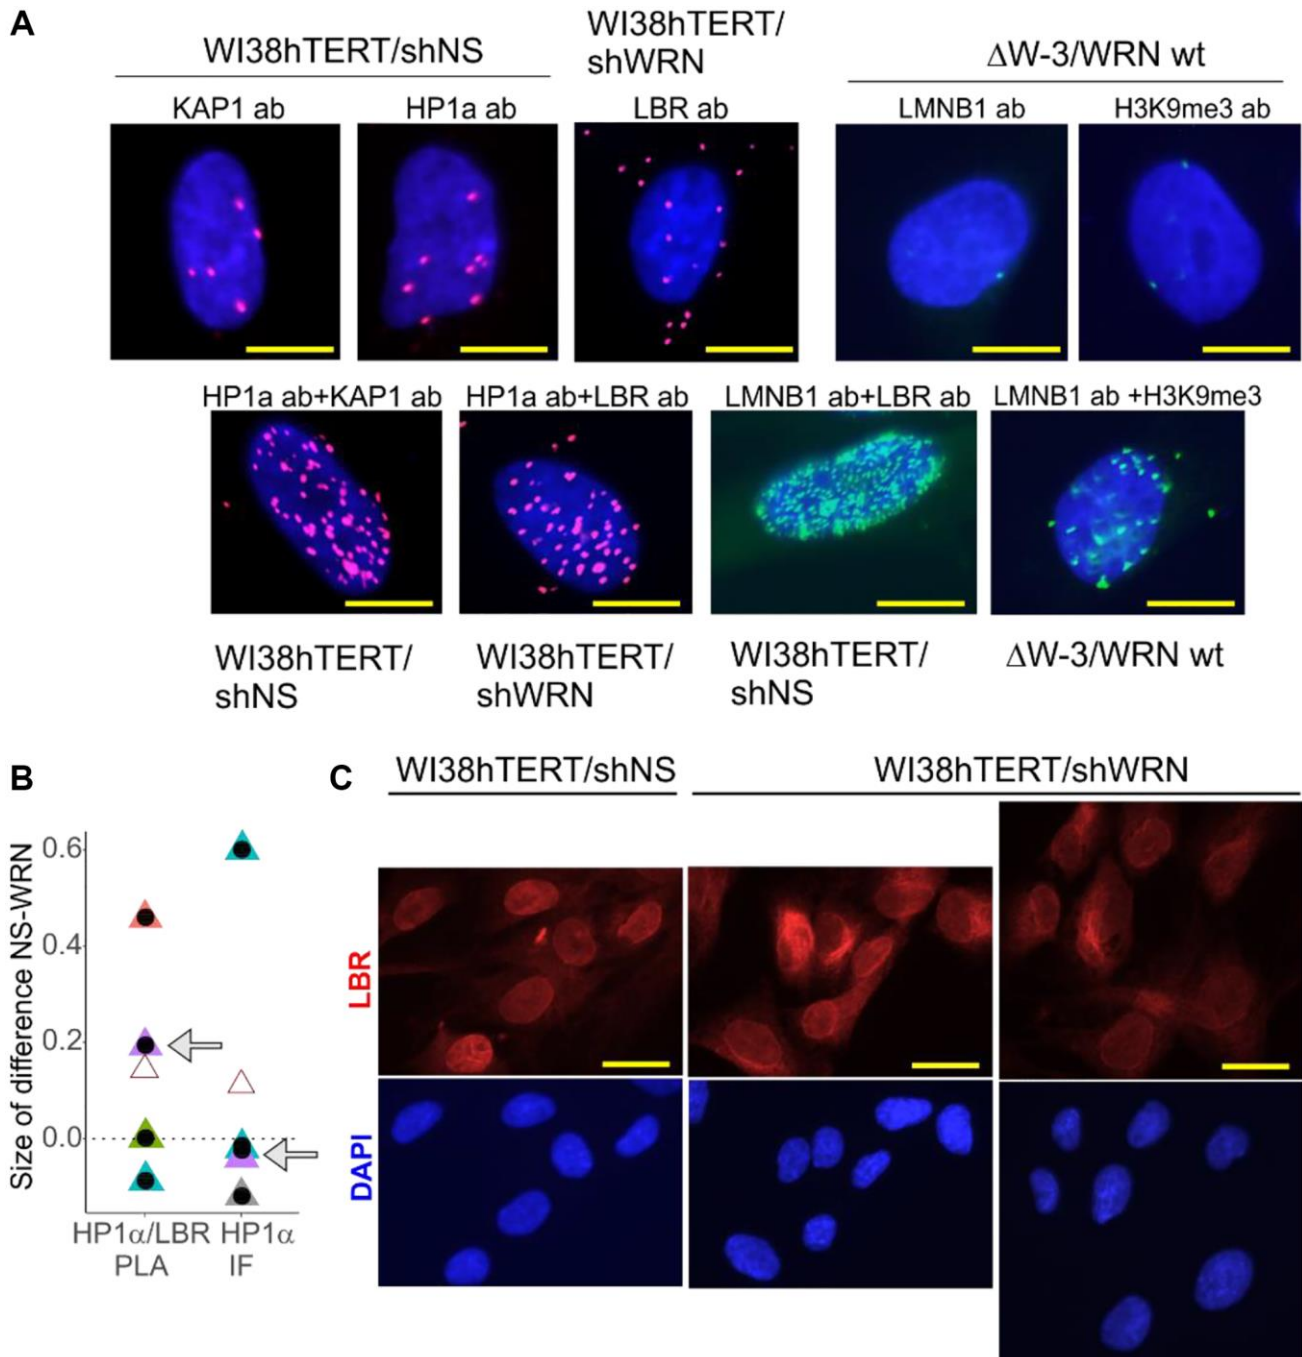 A
WI38hTERT/shNS
WI38hTERT/
shWRN
ΔW-3/WRN wt
KAP1 ab
HP1a ab
LBR ab
LMNB1 ab
H3K9me3 ab
HP1a ab+KAP1 ab
HP1a ab+LBR ab
LMNB1 ab+LBR ab
LMNB1 ab +H3K9me3
WI38hTERT/
shNS
WI38hTERT/
shWRN
WI38hTERT/
shNS
ΔW-3/WRN wt
B
Size of difference NS-WRN
0.6
0.4
0.2
0.0
HP1α/LBR
PLA
HP1α
IF
C
WI38hTERT/shNS
WI38hTERT/shWRN
LBR
DAPI